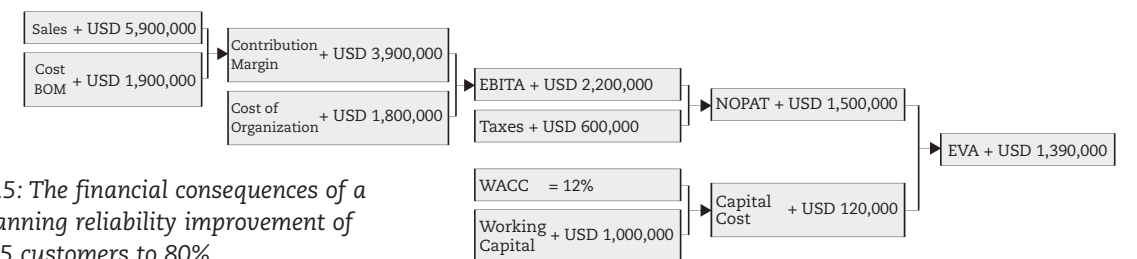 Sales + USD 5,900,000
Cost
BOM + USD 1,900,000
Contribution
Margin + USD 3,900,000
Cost of
Organization + USD 1,800,000
EBITA + USD 2,200,000
Taxes + USD 600,000
NOPAT + USD 1,500,000
EVA + USD 1,390,000
WACC = 12%
Working
Capital + USD 1,000,000
Capital
Cost + USD 120,000
5: The financial consequences of a
nning reliability improvement of
5 customers to 80%